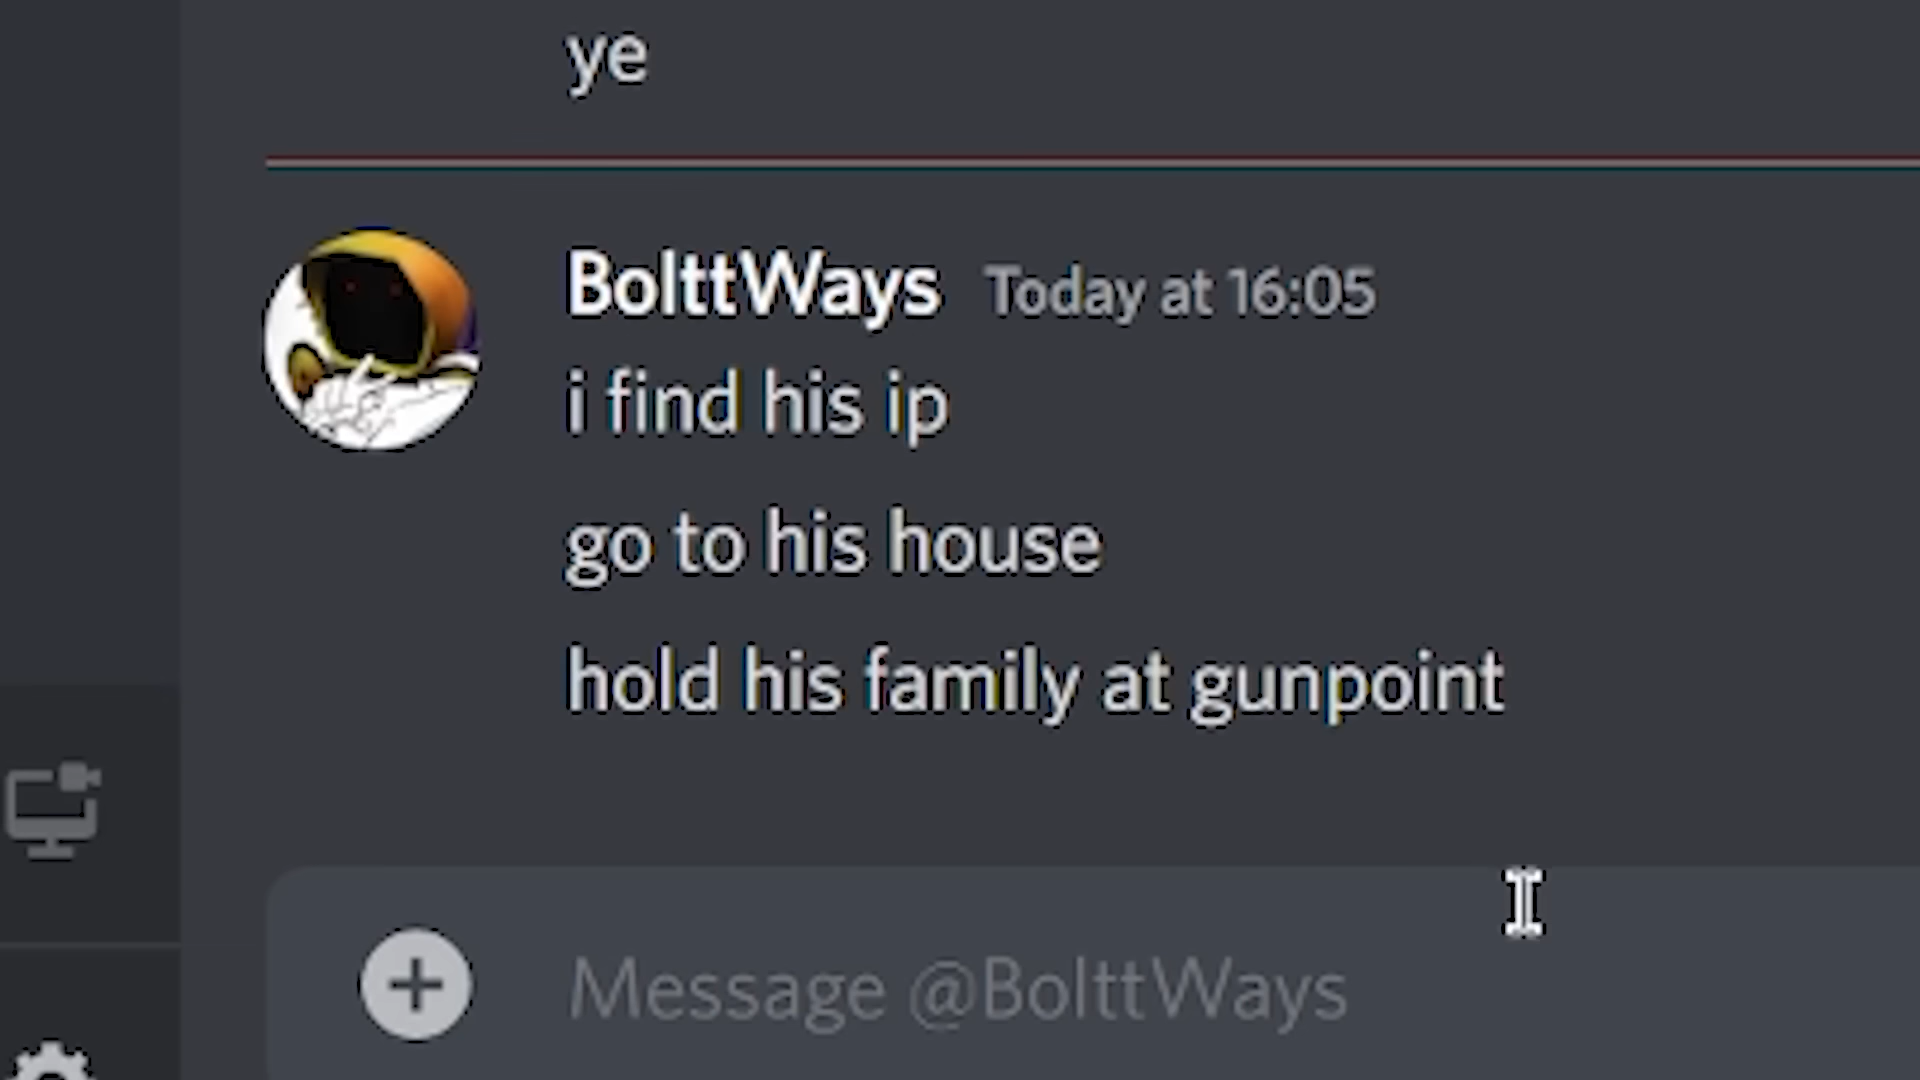 ye
BolttWays Today at 16:05
i find his ip
go to his house
hold his family at gunpoint
Message @BolttWays